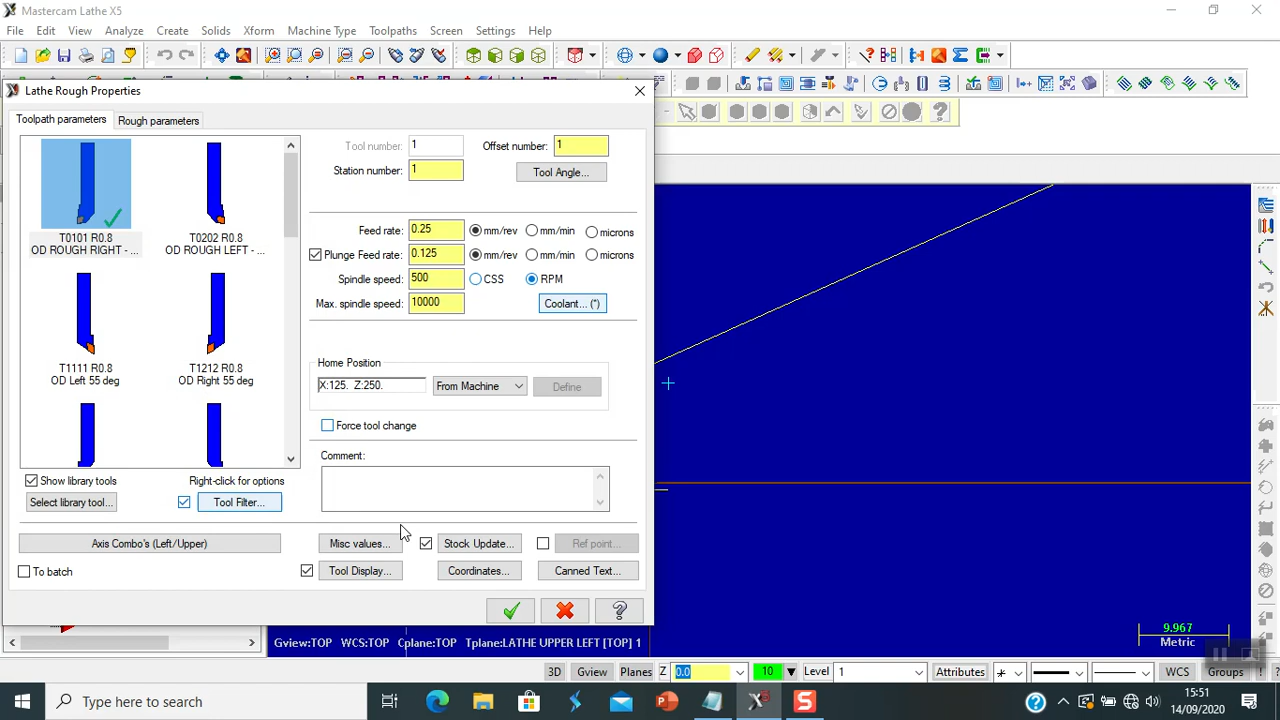 Mastercam Lathe X5
File Edit View Analyze Create Solids Xform Machine Type Toolpaths Screen Settings Help
Lathe Rough Properties
Toolpath parameters Rough parameters
T0101 R0.8
OD ROUGH RIGHT - ...
T0202 R0.8
OD ROUGH LEFT - ...
T1111 R0.8
OD Left 55 deg
T1212 R0.8
OD Right 55 deg
Show library tools
Right-click for options
Select library tool...
Tool Filter...
Axis Combo's (Left/Upper)
To batch
Tool number: 1 Offset number: 1
Station number: 1 Tool Angle...
Feed rate: 0.25 mm/rev mm/min microns
Plunge Feed rate: 0.125 mm/rev mm/min microns
Spindle speed: 500 CSS RPM
Max. spindle speed: 10000 Coolant... (*)
Home Position
X:125. Z:250. From Machine Define
Force tool change
Comment:
Misc values... Stock Update... Ref point...
Tool Display... Coordinates... Canned Text...
9.967
Metric
Gview:TOP WCS:TOP Cplane:TOP Tplane:LATHE UPPER LEFT [TOP] 1
3D Gview Planes Z 0.0 10 Level 1 Attributes WCS Groups ?
Type here to search
15:51
14/09/2020